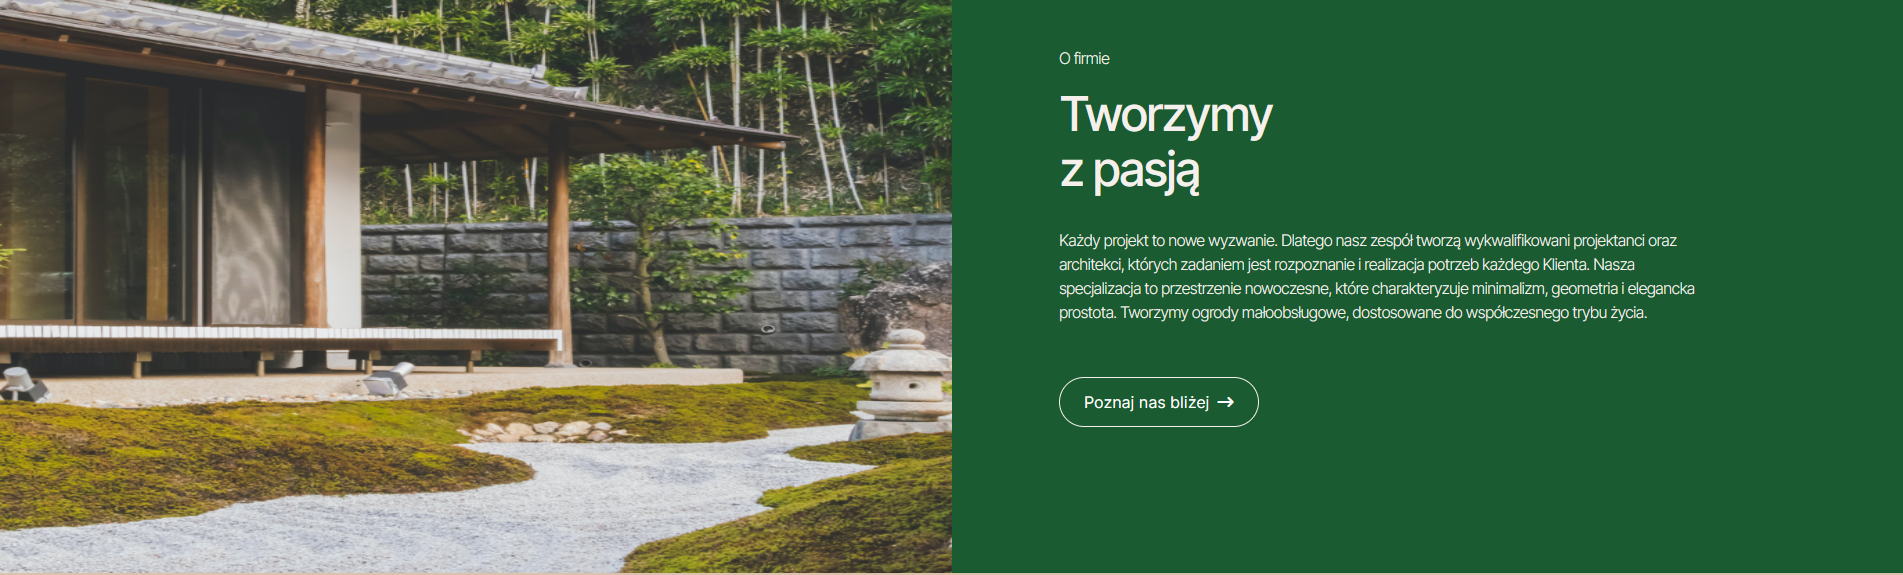 O firmie
Tworzymy
z pasją
Każdy projekt to nowe wyzwanie. Dlatego nasz zespół tworzą wykwalifikowani projektanci oraz
architekci, których zadaniem jest rozpoznanie i realizacja potrzeb każdego Klienta. Nasza
specjalizacja to przestrzenie nowoczesne, które charakteryzuje minimalizm, geometria i elegancka
prostota. Tworzymy ogrody małoobsługowe, dostosowane do współczesnego trybu życia.
Poznaj nas bliżej →